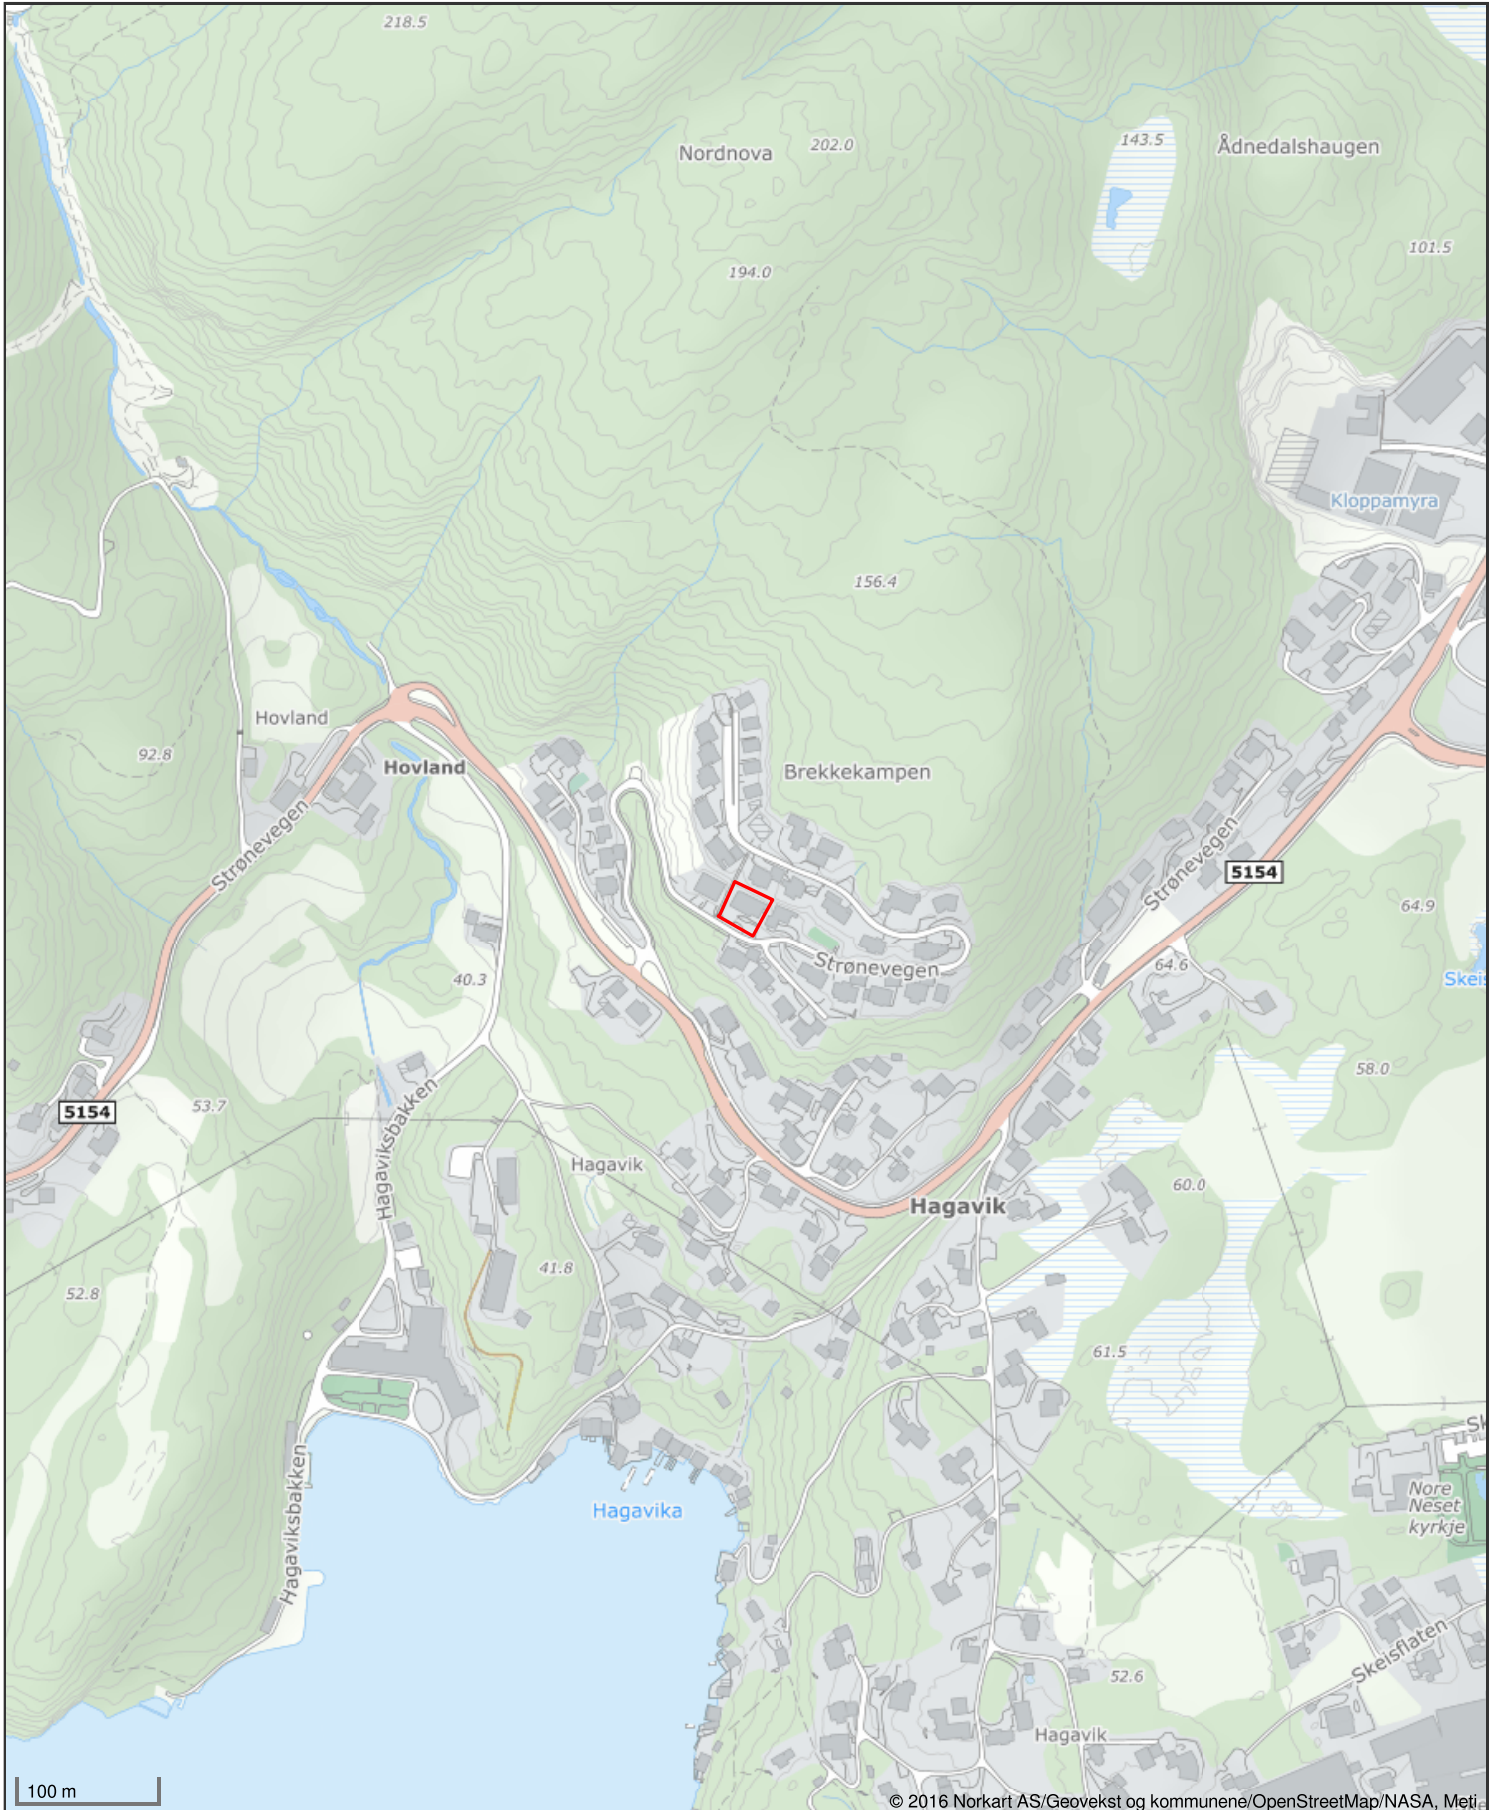 218.5
Nordnova
202.0
143.5
Ådnedalshaugen
101.5
194.0
Kloppamyra
156.4
Hovland
92.8
Hovland
Brekkekampen
Strønevegen
Strønevegen
5154
64.9
Strønevegen
64.6
40.3
Skeis
58.0
53.7
5154
Hagaviksbakken
Hagavik
60.0
Hagavik
41.8
52.8
61.5
Sk
Hagaviksbakken
Hagavika
Nore
Neset
kyrkje
Skeisflaten
52.6
Hagavik
100 m
© 2016 Norkart AS/Geovekst og kommunene/OpenStreetMap/NASA, Meti